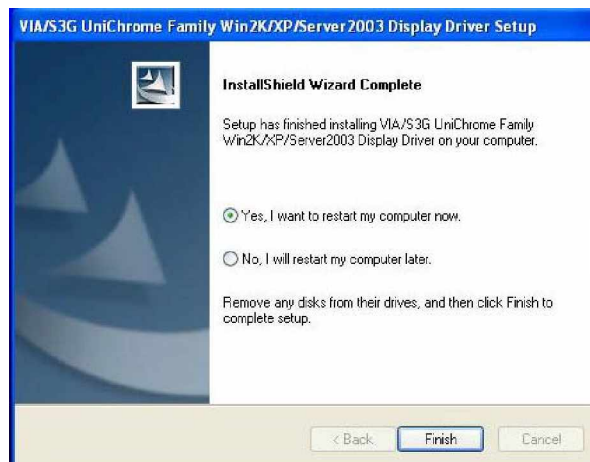 VIA/S3G UniChrome Family Win2K/XP/Server2003 Display Driver Setup
InstallShield Wizard Complete
Setup has finished installing VIA/S3G UniChrome Family
Win2K/XP/Server2003 Display Driver on your computer.
Yes, I want to restart my computer now.
No, I will restart my computer later.
Remove any disks from their drives, and then click Finish to
complete setup.
< Back
Finish
Cancel